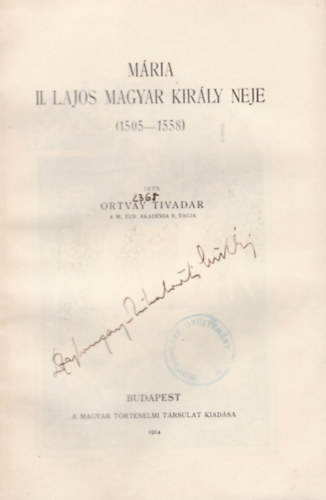 MÁRIA
II. LAJOS MAGYAR KIRÁLY NEJE
(1505—1558)
IRTA
2365
ORTVAY TIVADAR
A M. TUD. AKADÉMIA R. TAGJA
BUDAPEST
A MAGYAR TÖRTÉNELMI TÁRSULAT KIADÁSA
1914